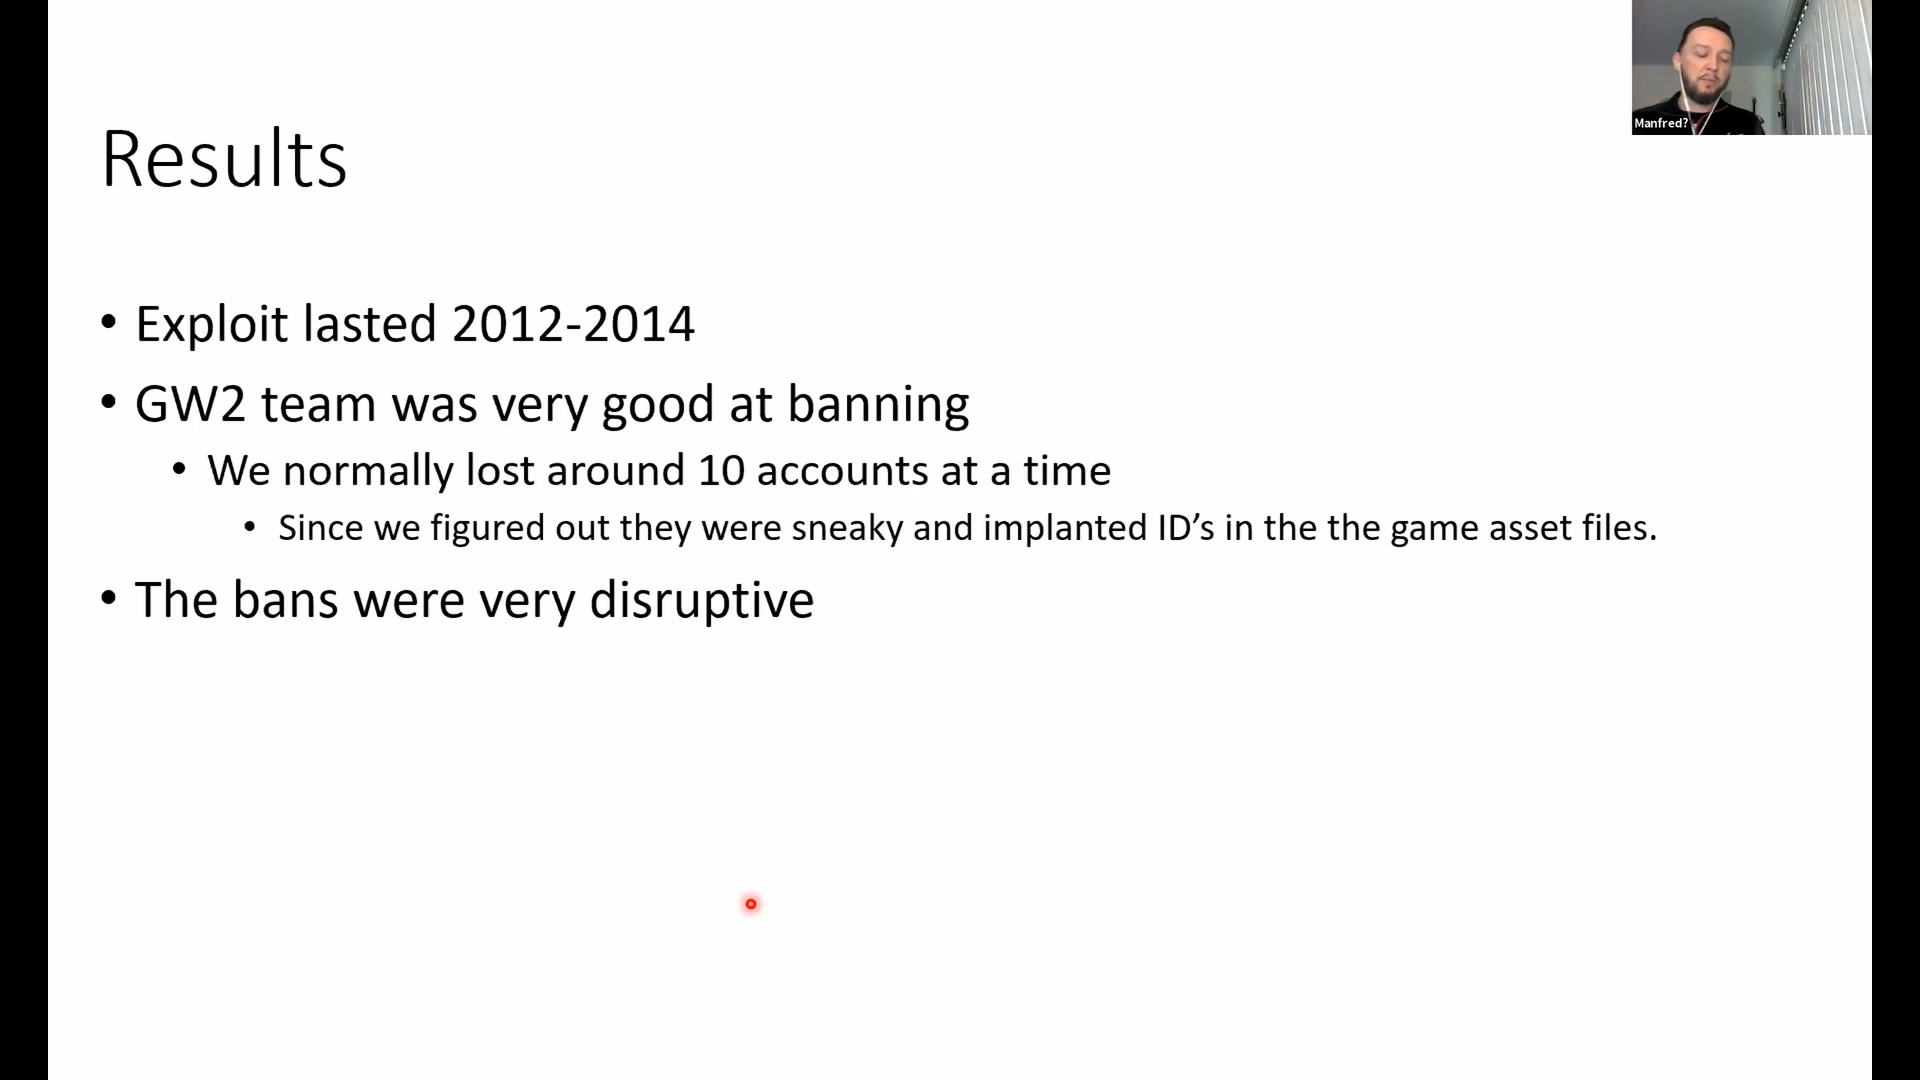 Manfred?
Results
• Exploit lasted 2012-2014
• GW2 team was very good at banning
• We normally lost around 10 accounts at a time
• Since we figured out they were sneaky and implanted ID’s in the the game asset files.
• The bans were very disruptive